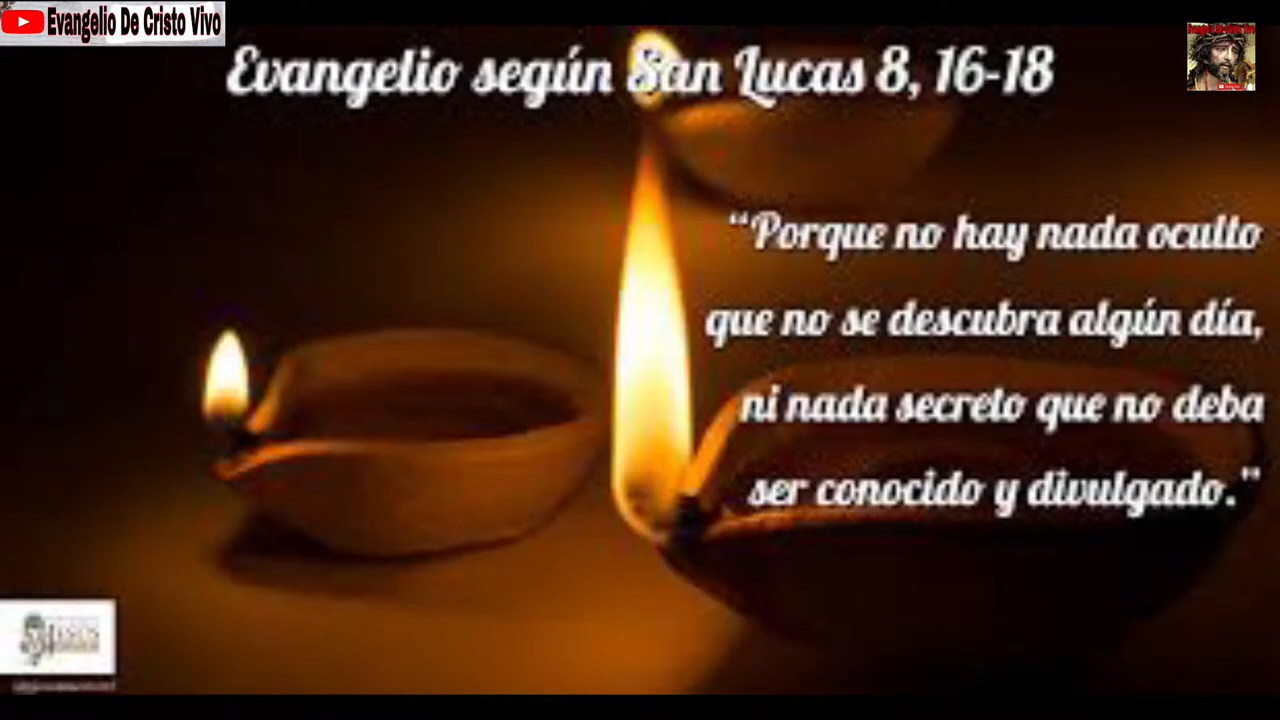 Evangelio De Cristo Vivo
Evangelio según San Lucas 8, 16-18
“Porque no hay nada oculto
que no se descubra algún día,
ni nada secreto que no deba
ser conocido y divulgado.”